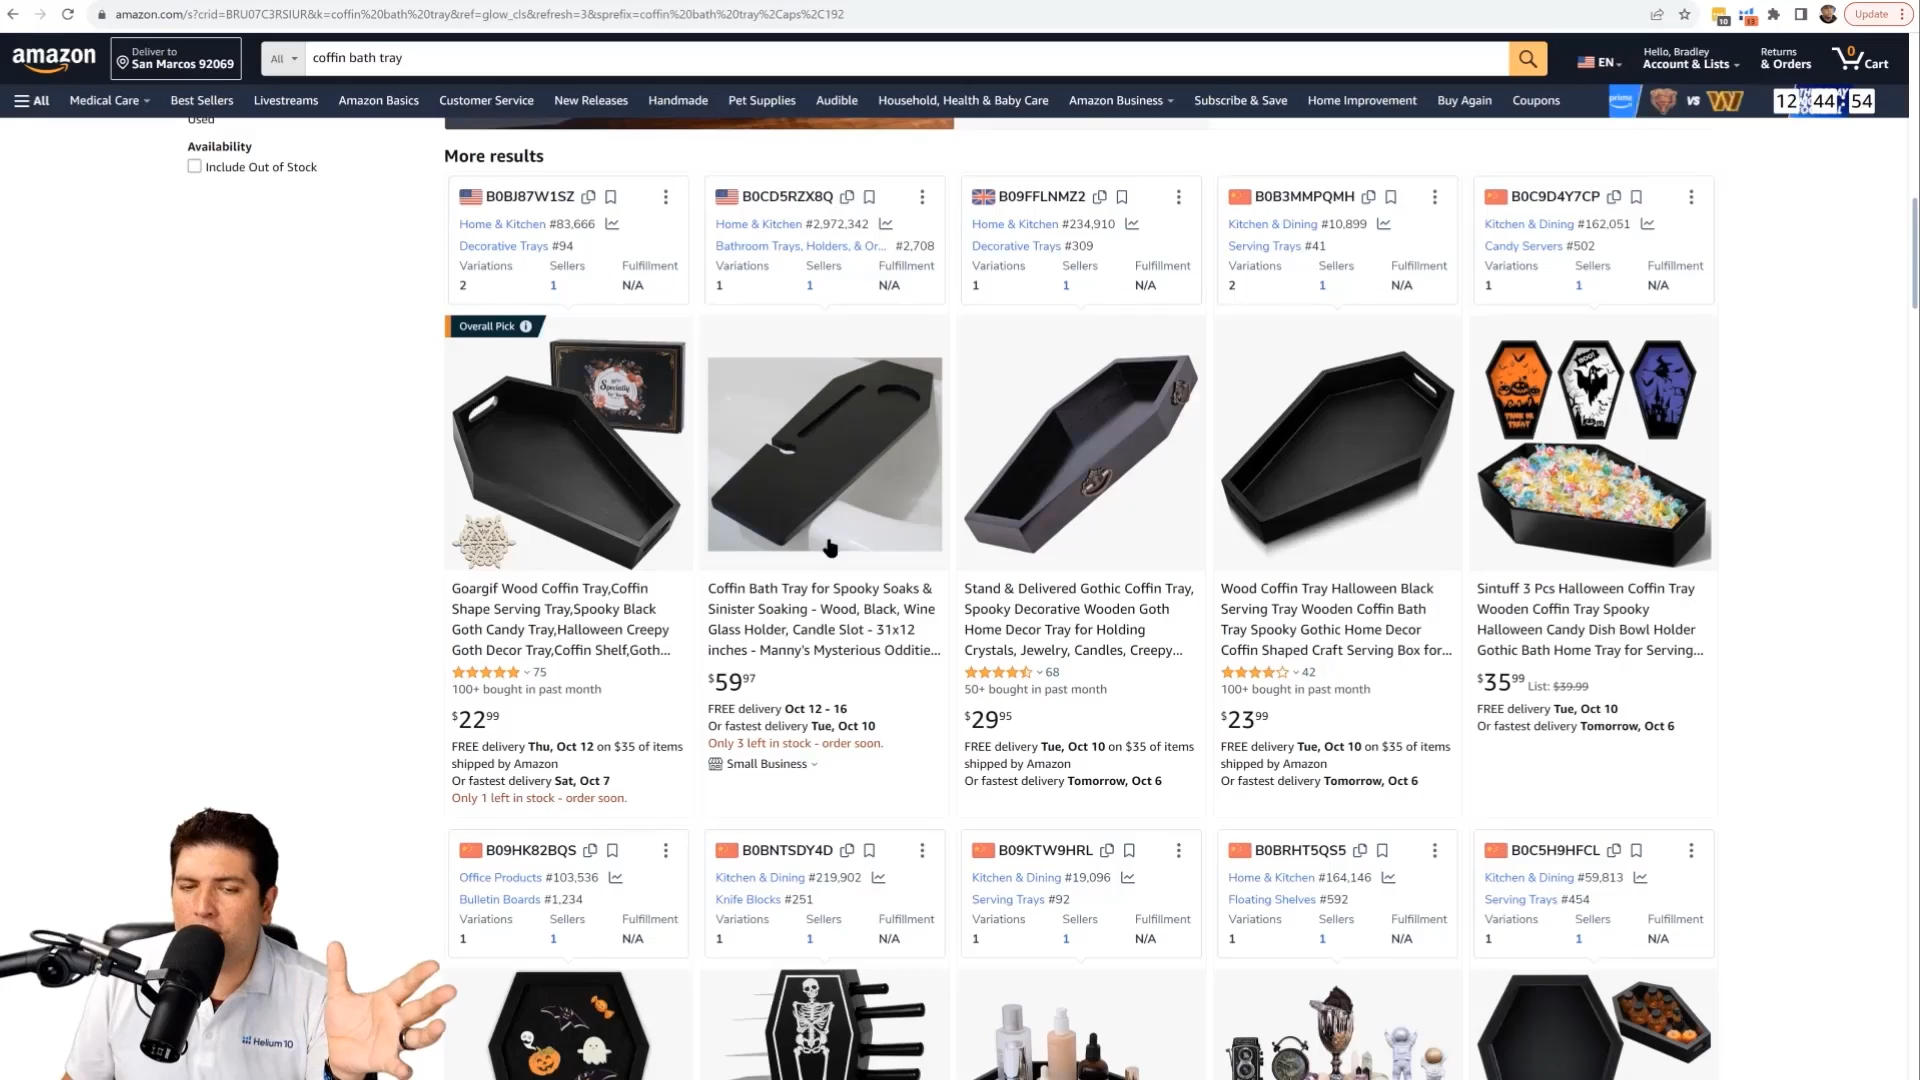 amazon.com/s?crid=BRU07C3RSIUR&k=coffin%20bath%20tray&ref=glow_cls&refresh=3&sprefix=coffin%20bath%20tray%2Caps%2C192
10
13
Update
amazon
Deliver to
San Marcos 92069
All
coffin bath tray
EN
Hello, Bradley
Account & Lists
Returns
& Orders
0
Cart
All
Medical Care
Best Sellers
Livestreams
Amazon Basics
Customer Service
New Releases
Handmade
Pet Supplies
Audible
Household, Health & Baby Care
Amazon Business
Subscribe & Save
Home Improvement
Buy Again
Coupons
prime
VS
12 : 44 : 54
Used
Availability
Include Out of Stock
More results
B0BJ87W1SZ
Home & Kitchen #83,666
Decorative Trays #94
Variations Sellers Fulfillment
2 1 N/A
B0CD5RZX8Q
Home & Kitchen #2,972,342
Bathroom Trays, Holders, & Or... #2,708
Variations Sellers Fulfillment
1 1 N/A
B09FFLNMZ2
Home & Kitchen #234,910
Decorative Trays #309
Variations Sellers Fulfillment
1 1 N/A
B0B3MMPQMH
Kitchen & Dining #10,899
Serving Trays #41
Variations Sellers Fulfillment
2 1 N/A
B0C9D4Y7CP
Kitchen & Dining #162,051
Candy Servers #502
Variations Sellers Fulfillment
1 1 N/A
Overall Pick
Specially
BOO!
TRICK OR
TREAT
Goargif Wood Coffin Tray,Coffin
Shape Serving Tray,Spooky Black
Goth Candy Tray,Halloween Creepy
Goth Decor Tray,Coffin Shelf,Goth...
75
100+ bought in past month
$22 99
FREE delivery Thu, Oct 12 on $35 of items
shipped by Amazon
Or fastest delivery Sat, Oct 7
Only 1 left in stock - order soon.
Coffin Bath Tray for Spooky Soaks &
Sinister Soaking - Wood, Black, Wine
Glass Holder, Candle Slot - 31x12
inches - Manny's Mysterious Odditie...
$59 97
FREE delivery Oct 12 - 16
Or fastest delivery Tue, Oct 10
Only 3 left in stock - order soon.
Small Business
Stand & Delivered Gothic Coffin Tray,
Spooky Decorative Wooden Goth
Home Decor Tray for Holding
Crystals, Jewelry, Candles, Creepy...
68
50+ bought in past month
$29 95
FREE delivery Tue, Oct 10 on $35 of items
shipped by Amazon
Or fastest delivery Tomorrow, Oct 6
Wood Coffin Tray Halloween Black
Serving Tray Wooden Coffin Bath
Tray Spooky Gothic Home Decor
Coffin Shaped Craft Serving Box for...
42
100+ bought in past month
$23 99
FREE delivery Tue, Oct 10 on $35 of items
shipped by Amazon
Or fastest delivery Tomorrow, Oct 6
Sintuff 3 Pcs Halloween Coffin Tray
Wooden Coffin Tray Spooky
Halloween Candy Dish Bowl Holder
Gothic Bath Home Tray for Serving...
$35 99 List: $39.99
FREE delivery Tue, Oct 10
Or fastest delivery Tomorrow, Oct 6
B09HK82BQS
Office Products #103,536
Bulletin Boards #1,234
Variations Sellers Fulfillment
1 1 N/A
B0BNTSDY4D
Kitchen & Dining #219,902
Knife Blocks #251
Variations Sellers Fulfillment
1 1 N/A
B09KTW9HRL
Kitchen & Dining #19,096
Serving Trays #92
Variations Sellers Fulfillment
1 1 N/A
B0BRHT5QS5
Home & Kitchen #164,146
Floating Shelves #592
Variations Sellers Fulfillment
1 1 N/A
B0C5H9HFCL
Kitchen & Dining #59,813
Serving Trays #454
Variations Sellers Fulfillment
1 1 N/A
Helium 10